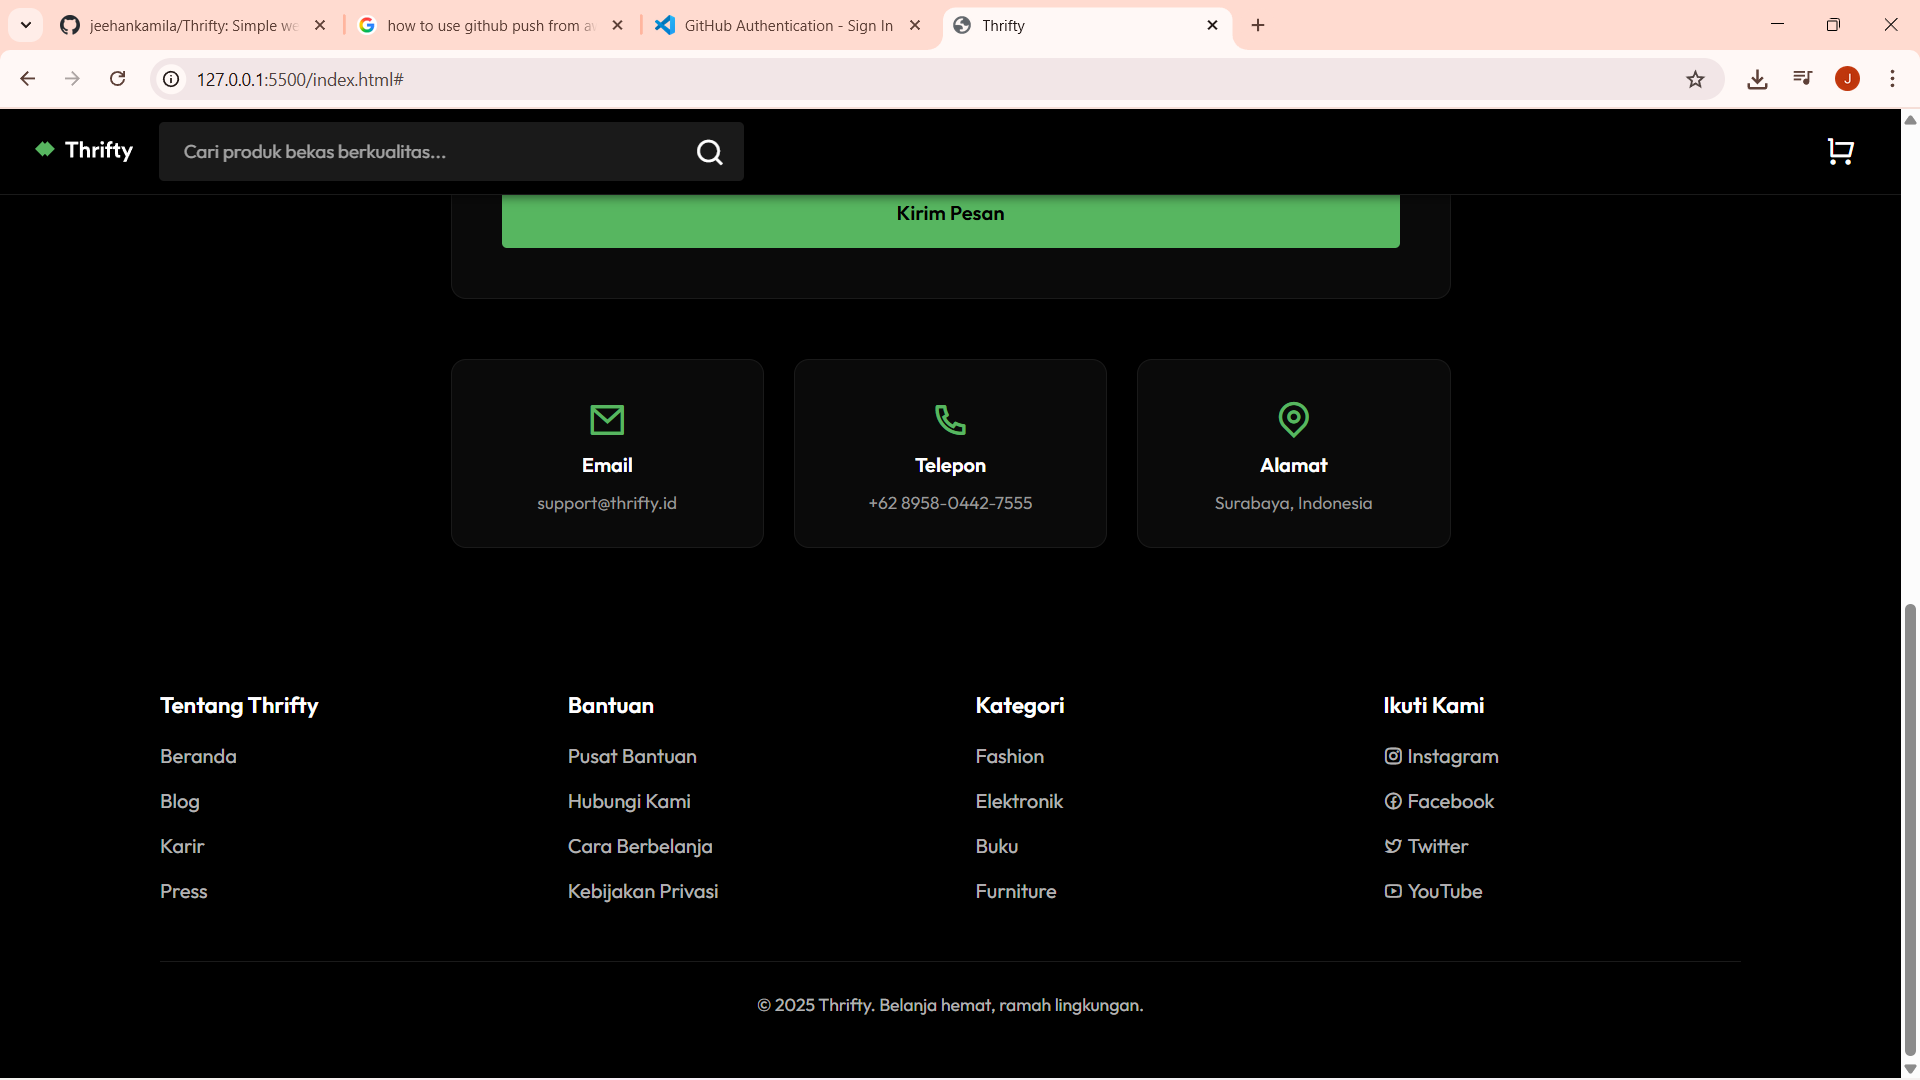 jeehankamila/Thrifty: Simple we
how to use github push from a
GitHub Authentication - Sign In
Thrifty
127.0.0.1:5500/index.html#
J
Thrifty
Cari produk bekas berkualitas...
Kirim Pesan
Email
support@thrifty.id
Telepon
+62 8958-0442-7555
Alamat
Surabaya, Indonesia
Tentang Thrifty
Beranda
Blog
Karir
Press
Bantuan
Pusat Bantuan
Hubungi Kami
Cara Berbelanja
Kebijakan Privasi
Kategori
Fashion
Elektronik
Buku
Furniture
Ikuti Kami
Instagram
Facebook
Twitter
YouTube
© 2025 Thrifty. Belanja hemat, ramah lingkungan.